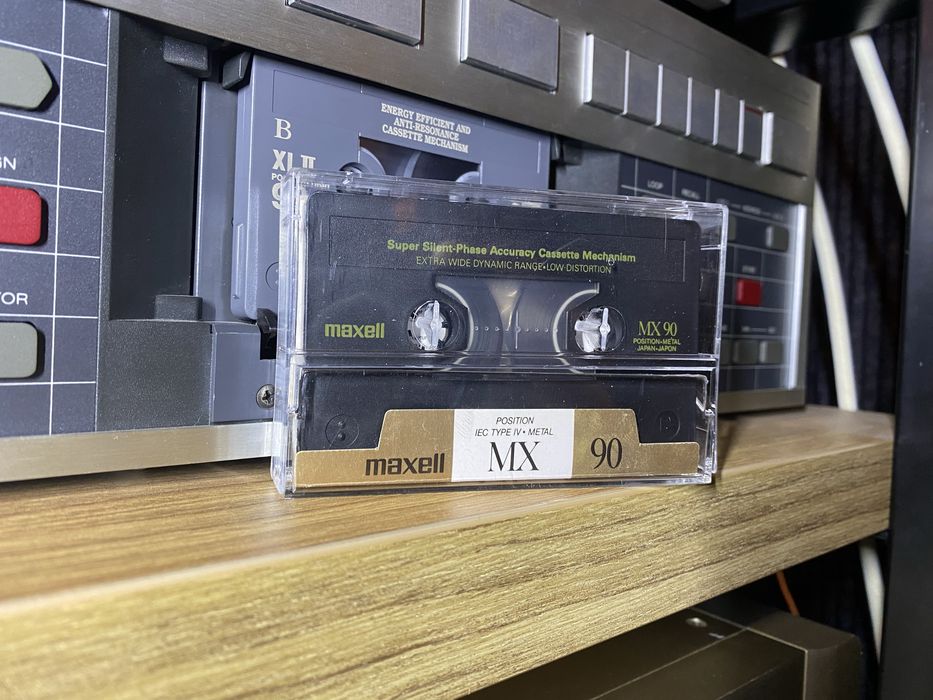 ENERGY EFFICIENT AND
ANTI-RESONANCE
CASSETTE MECHANISM
B
XLII
GN
TOR
LOOP
Super Silent-Phase Accuracy Cassette Mechanism
EXTRA WIDE DYNAMIC RANGE•LOW-DISTORTION
maxell
MX 90
POSITION•METAL
JAPAN•JAPON
POSITION
IEC TYPE IV • METAL
maxell MX 90